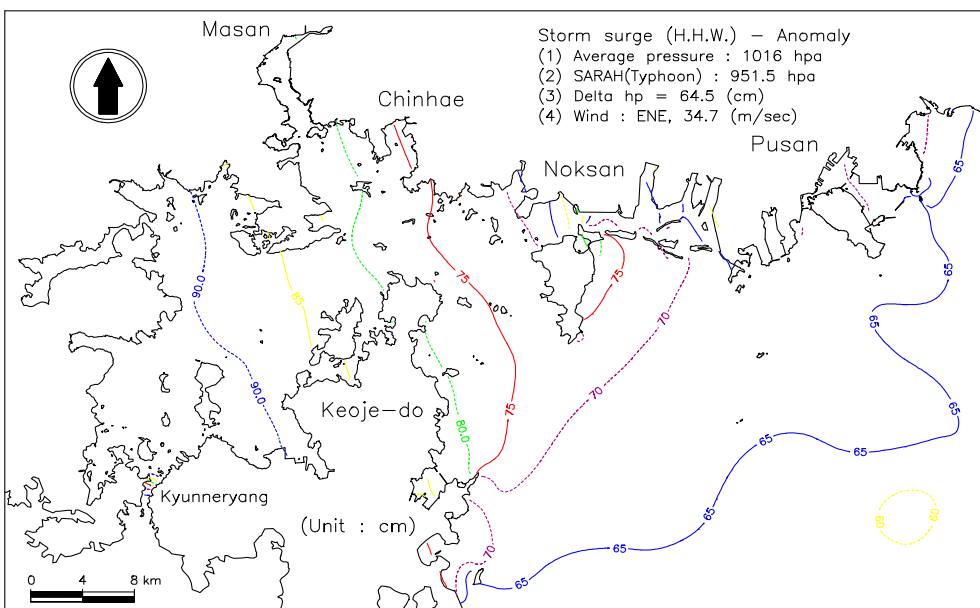 Masan
Storm surge (H.H.W.) - Anomaly
(1) Average pressure : 1016 hpa
(2) SARAH(Typhoon) : 951.5 hpa
(3) Delta hp = 64.5 (cm)
(4) Wind : ENE, 34.7 (m/sec)
Chinhae
Pusan
Noksan
65
90.0
85
75
75
65
70
65
90.0
70
75
65
Keoje-do
80.0
65
65
Kyunneryang
65
60
60
(Unit : cm)
65
70
65
0 4 8 km